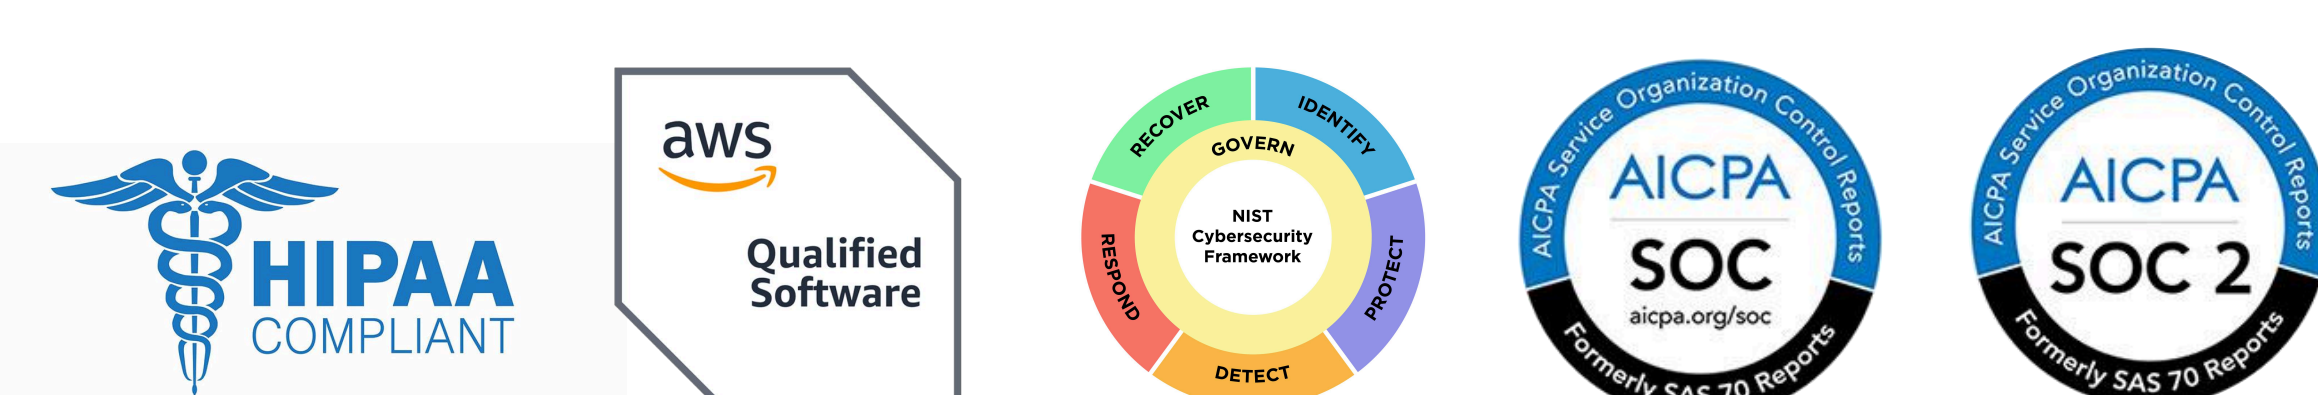 HIPAA
COMPLIANT
aws
Qualified
Software
RECOVER
IDENTIFY
GOVERN
NIST
Cybersecurity
Framework
RESPOND
PROTECT
DETECT
AICPA Service Organization Control Reports
AICPA
SOC
aicpa.org/soc
Formerly SAS 70 Reports
AICPA Service Organization Control Reports
AICPA
SOC 2
Formerly SAS 70 Reports